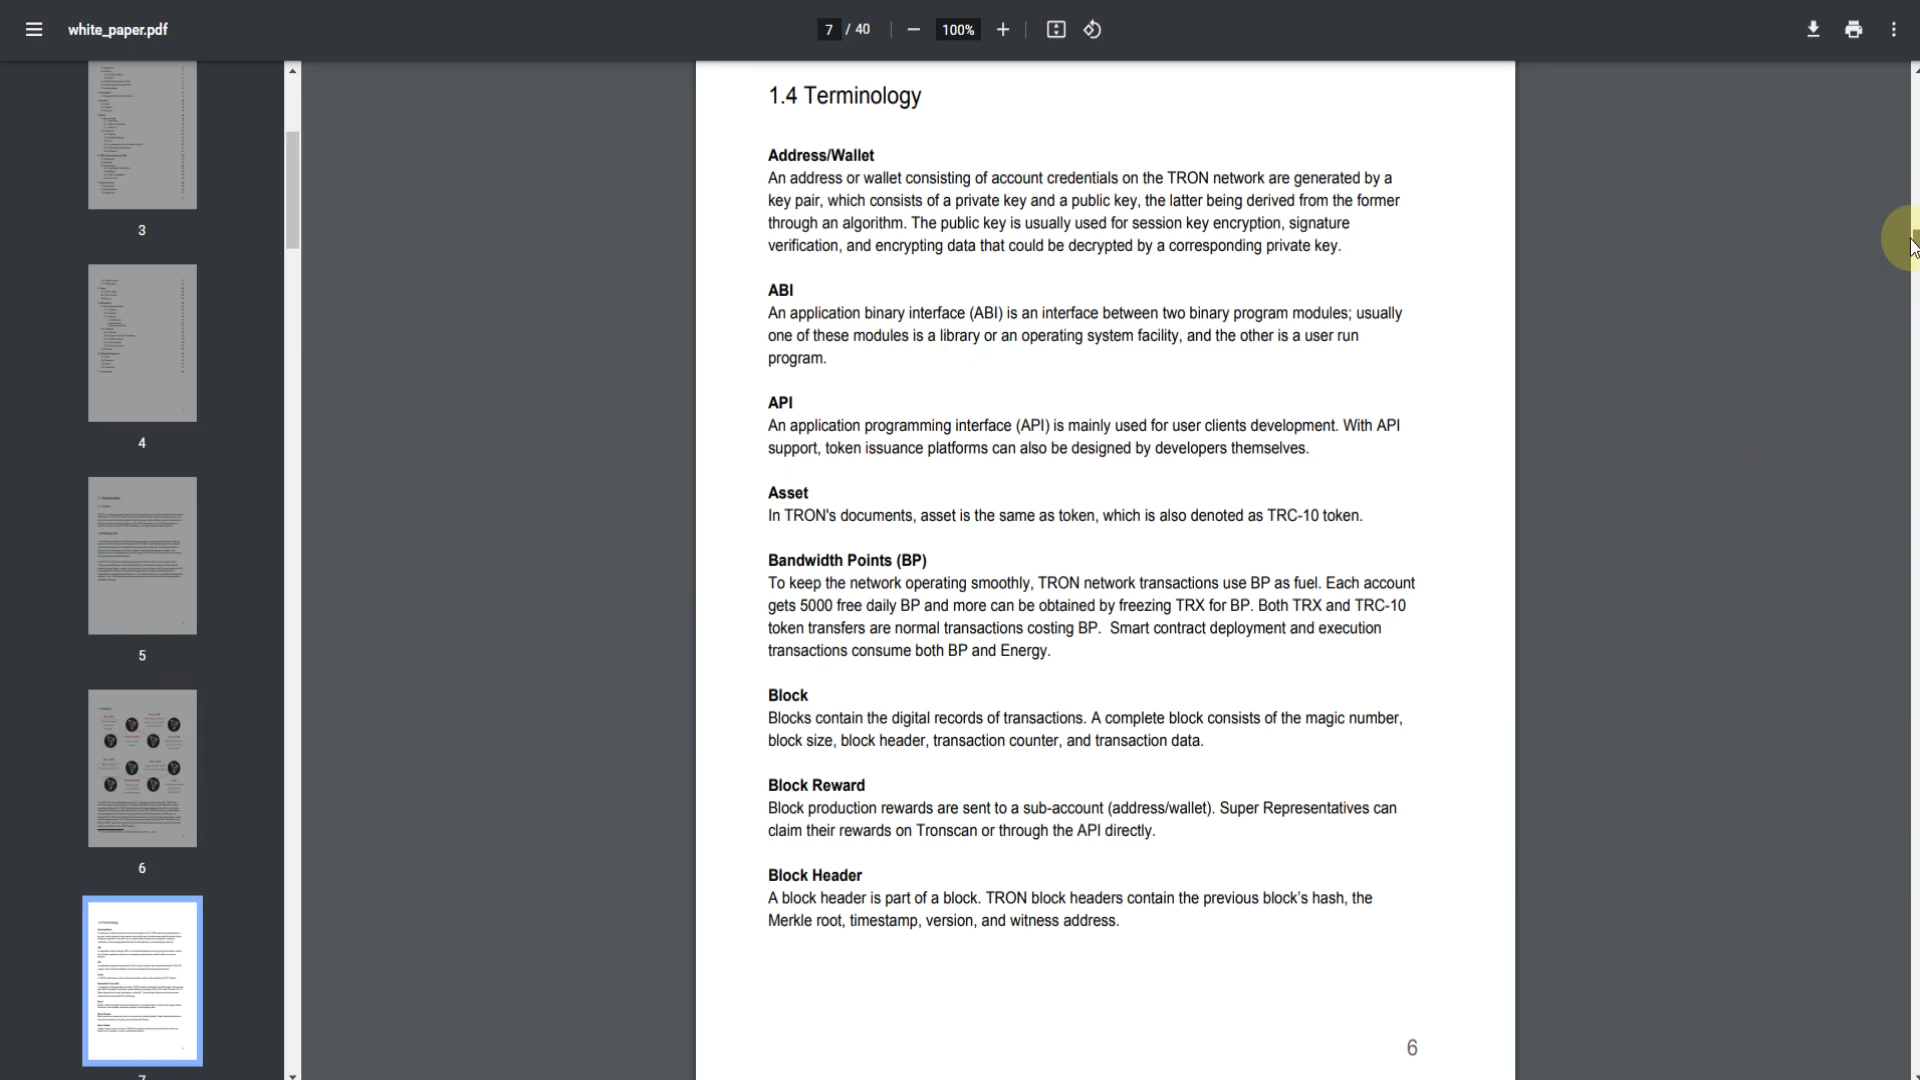 white_paper.pdf
7 / 40
100%
3
4
5
6
7
1.4 Terminology
Address/Wallet
An address or wallet consisting of account credentials on the TRON network are generated by a
key pair, which consists of a private key and a public key, the latter being derived from the former
through an algorithm. The public key is usually used for session key encryption, signature
verification, and encrypting data that could be decrypted by a corresponding private key.
ABI
An application binary interface (ABI) is an interface between two binary program modules; usually
one of these modules is a library or an operating system facility, and the other is a user run
program.
API
An application programming interface (API) is mainly used for user clients development. With API
support, token issuance platforms can also be designed by developers themselves.
Asset
In TRON's documents, asset is the same as token, which is also denoted as TRC-10 token.
Bandwidth Points (BP)
To keep the network operating smoothly, TRON network transactions use BP as fuel. Each account
gets 5000 free daily BP and more can be obtained by freezing TRX for BP. Both TRX and TRC-10
token transfers are normal transactions costing BP. Smart contract deployment and execution
transactions consume both BP and Energy.
Block
Blocks contain the digital records of transactions. A complete block consists of the magic number,
block size, block header, transaction counter, and transaction data.
Block Reward
Block production rewards are sent to a sub-account (address/wallet). Super Representatives can
claim their rewards on Tronscan or through the API directly.
Block Header
A block header is part of a block. TRON block headers contain the previous block’s hash, the
Merkle root, timestamp, version, and witness address.
6